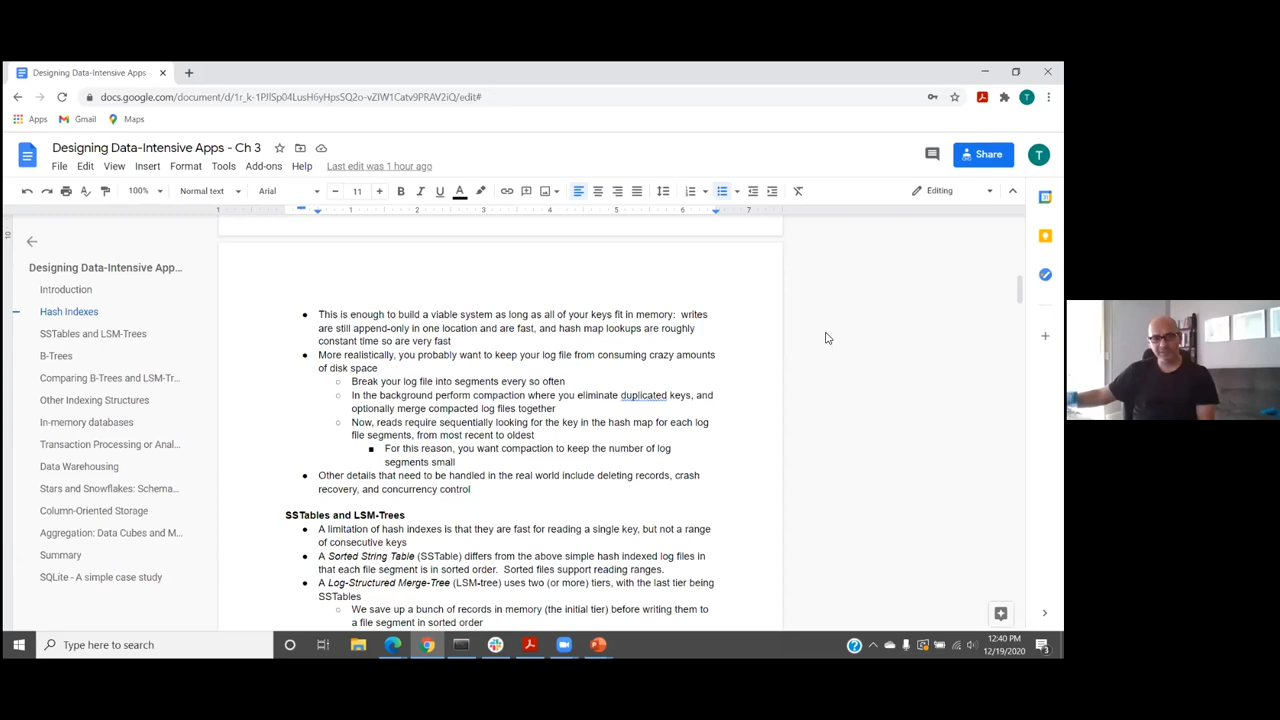 Designing Data-Intensive Apps
docs.google.com/document/d/1r_k-1PJlSp04LusH6yHpsSQ2o-vZIW1Catv9PRAV2iQ/edit#
Apps Gmail Maps T
Designing Data-Intensive Apps - Ch 3
File Edit View Insert Format Tools Add-ons Help Last edit was 1 hour ago
Share T
100% Normal text Arial 11 B I U A Editing
1 1 2 3 4 5 6 7
Designing Data-Intensive App...
Introduction
Hash Indexes
SSTables and LSM-Trees
B-Trees
Comparing B-Trees and LSM-Tr...
Other Indexing Structures
In-memory databases
Transaction Processing or Analy...
Data Warehousing
Stars and Snowflakes: Schema...
Column-Oriented Storage
Aggregation: Data Cubes and M...
Summary
SQLite - A simple case study
● This is enough to build a viable system as long as all of your keys fit in memory: writes
are still append-only in one location and are fast, and hash map lookups are roughly
constant time so are very fast
● More realistically, you probably want to keep your log file from consuming crazy amounts
of disk space
○ Break your log file into segments every so often
○ In the background perform compaction where you eliminate duplicated keys, and
optionally merge compacted log files together
○ Now, reads require sequentially looking for the key in the hash map for each log
file segments, from most recent to oldest
■ For this reason, you want compaction to keep the number of log
segments small
● Other details that need to be handled in the real world include deleting records, crash
recovery, and concurrency control
SSTables and LSM-Trees
● A limitation of hash indexes is that they are fast for reading a single key, but not a range
of consecutive keys
● A Sorted String Table (SSTable) differs from the above simple hash indexed log files in
that each file segment is in sorted order. Sorted files support reading ranges.
● A Log-Structured Merge-Tree (LSM-tree) uses two (or more) tiers, with the last tier being
SSTables
○ We save up a bunch of records in memory (the initial tier) before writing them to
a file segment in sorted order
Type here to search
12:40 PM
12/19/2020
3